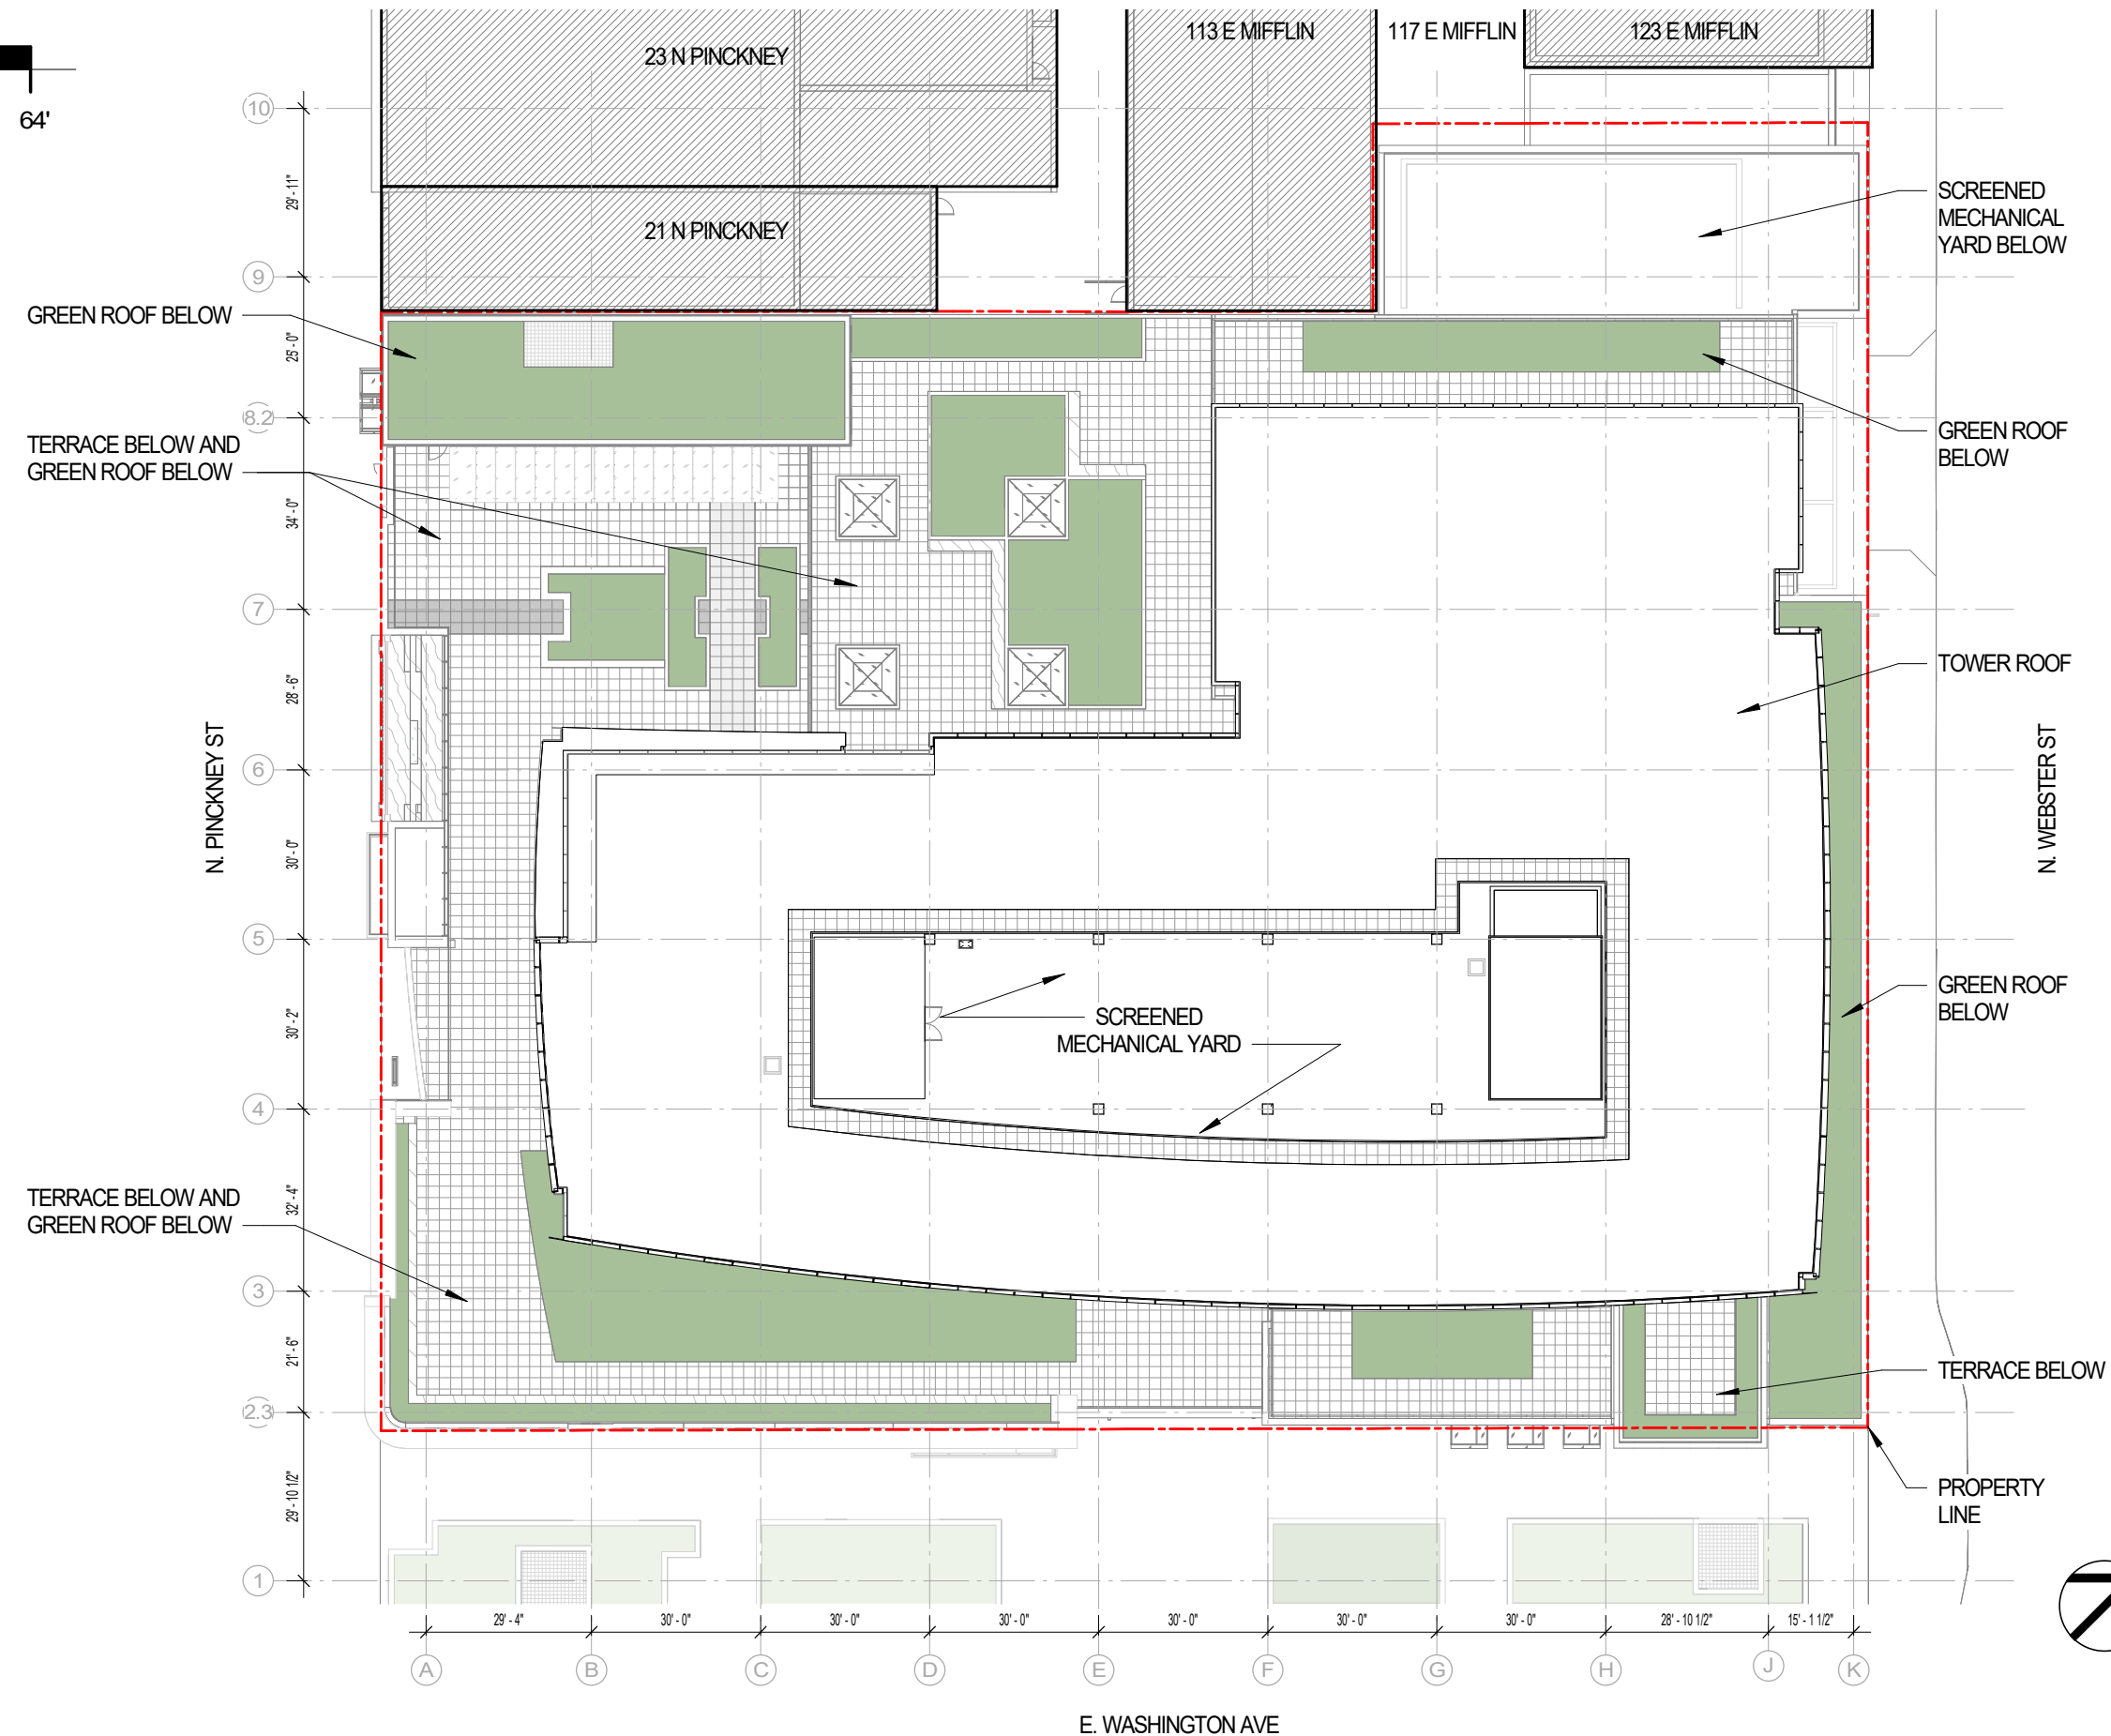 23 N PINCKNEY
113 E MIFFLIN
117 E MIFFLIN
123 E MIFFLIN
64'
10
29' - 11"
21 N PINCKNEY
SCREENED
MECHANICAL
YARD BELOW
9
GREEN ROOF BELOW
25' - 0"
8.2
TERRACE BELOW AND
GREEN ROOF BELOW
GREEN ROOF
BELOW
34' - 0"
7
28' - 6"
TOWER ROOF
N. PINCKNEY ST
N. WEBSTER ST
6
30' - 0"
5
SCREENED
MECHANICAL YARD
GREEN ROOF
BELOW
30' - 2"
4
TERRACE BELOW AND
GREEN ROOF BELOW
32' - 4"
3
21' - 6"
TERRACE BELOW
2.3
PROPERTY
LINE
29' - 10 1/2"
1
29' - 4"
30' - 0"
30' - 0"
30' - 0"
30' - 0"
30' - 0"
30' - 0"
28' - 10 1/2"
15' - 1 1/2"
A
B
C
D
E
F
G
H
J
K
E. WASHINGTON AVE